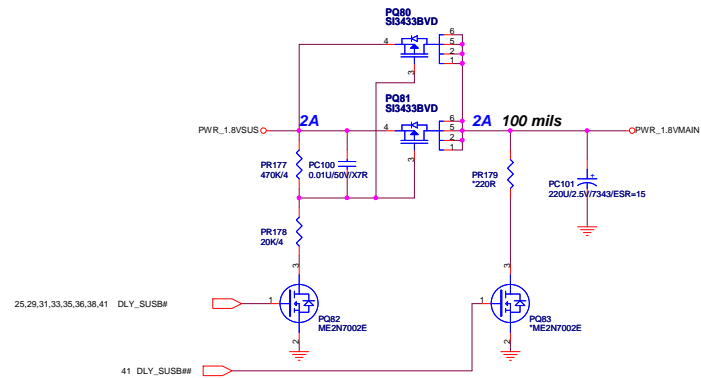 PQ80
SI3433BVD
4
6
5
2
1
3
PQ81
SI3433BVD
PWR_1.8VSUS
2A
4
6
5
2
1
2A 100 mils
PWR_1.8VMAIN
3
PR177
470K/4
PC100
0.01U/50V/X7R
PR179
*220R
PC101
220U/2.5V/7343/ESR=15
+
PR178
20K/4
3
3
25,29,31,33,35,36,38,41 DLY_SUSB#
1
1
PQ82
ME2N7002E
PQ83
*ME2N7002E
2
2
41 DLY_SUSB##